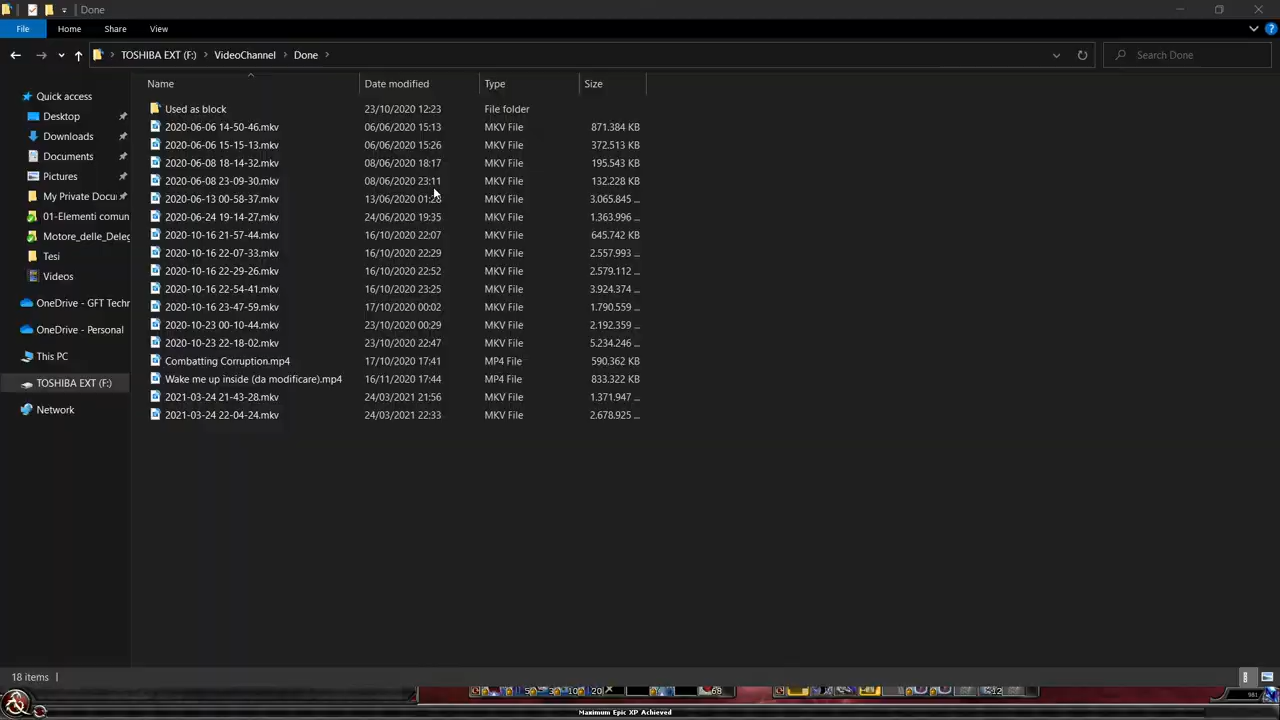 Done
File Home Share View
TOSHIBA EXT (F:) VideoChannel Done Search Done
Name Date modified Type Size
Quick access
Desktop
Downloads
Documents
Pictures
My Private Docu
01-Elementi comun
Motore_delle_Deleg
Tesi
Videos
OneDrive - GFT Techr
OneDrive - Personal
This PC
TOSHIBA EXT (F:)
Network
Used as block 23/10/2020 12:23 File folder
2020-06-06 14-50-46.mkv 06/06/2020 15:13 MKV File 871.384 KB
2020-06-06 15-15-13.mkv 06/06/2020 15:26 MKV File 372.513 KB
2020-06-08 18-14-32.mkv 08/06/2020 18:17 MKV File 195.543 KB
2020-06-08 23-09-30.mkv 08/06/2020 23:11 MKV File 132.228 KB
2020-06-13 00-58-37.mkv 13/06/2020 01:28 MKV File 3.065.845 ...
2020-06-24 19-14-27.mkv 24/06/2020 19:35 MKV File 1.363.996 ...
2020-10-16 21-57-44.mkv 16/10/2020 22:07 MKV File 645.742 KB
2020-10-16 22-07-33.mkv 16/10/2020 22:29 MKV File 2.557.993 ...
2020-10-16 22-29-26.mkv 16/10/2020 22:52 MKV File 2.579.112 ...
2020-10-16 22-54-41.mkv 16/10/2020 23:25 MKV File 3.924.374 ...
2020-10-16 23-47-59.mkv 17/10/2020 00:02 MKV File 1.790.559 ...
2020-10-23 00-10-44.mkv 23/10/2020 00:29 MKV File 2.192.359 ...
2020-10-23 22-18-02.mkv 23/10/2020 22:47 MKV File 5.234.246 ...
Combatting Corruption.mp4 17/10/2020 17:41 MP4 File 590.362 KB
Wake me up inside (da modificare).mp4 16/11/2020 17:44 MP4 File 833.322 KB
2021-03-24 21-43-28.mkv 24/03/2021 21:56 MKV File 1.371.947 ...
2021-03-24 22-04-24.mkv 24/03/2021 22:33 MKV File 2.678.925 ...
18 items
5 3 10 20 68 12 981
Maximum Epic XP Achieved